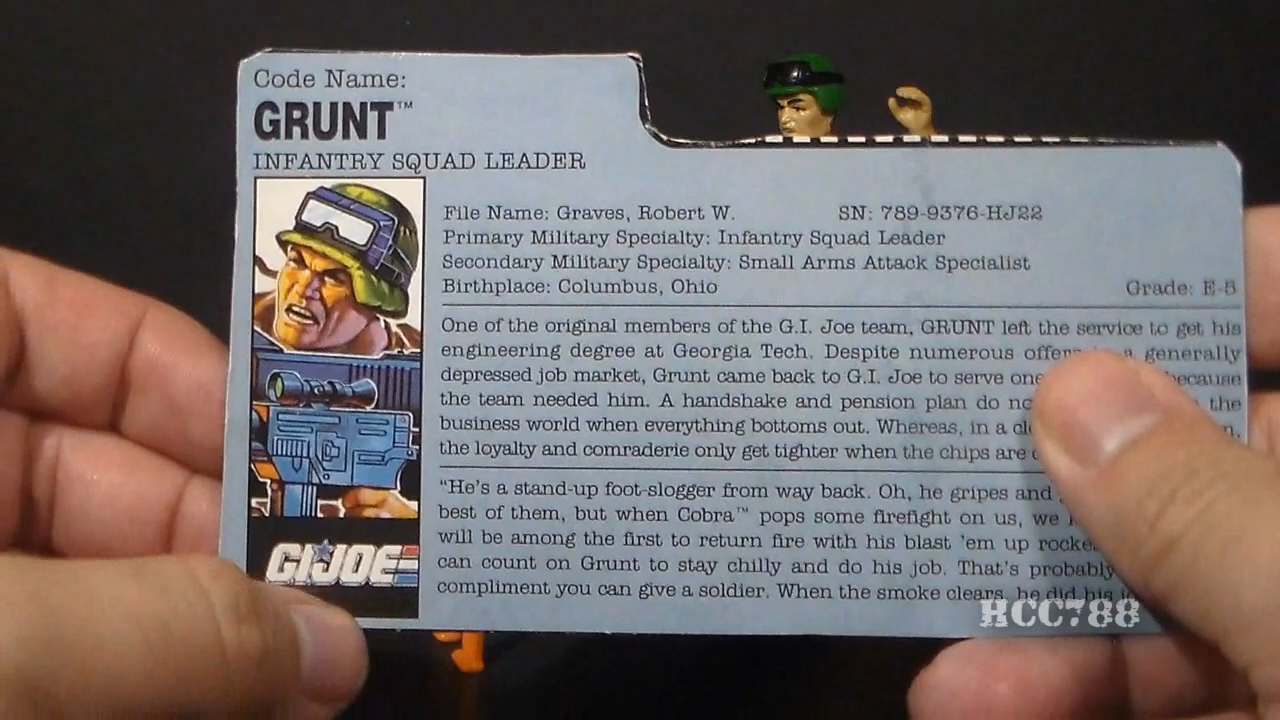 Code Name:
GRUNT™
INFANTRY SQUAD LEADER
File Name: Graves, Robert W. SN: 789-9376-HJ22
Primary Military Specialty: Infantry Squad Leader
Secondary Military Specialty: Small Arms Attack Specialist
Birthplace: Columbus, Ohio Grade: E-5
One of the original members of the G.I. Joe team, GRUNT left the service to get his
engineering degree at Georgia Tech. Despite numerous offers a generally
depressed job market, Grunt came back to G.I. Joe to serve one because
the team needed him. A handshake and pension plan do the
business world when everything bottoms out. Whereas, in a
the loyalty and comraderie only get tighter when the chips are
"He's a stand-up foot-slogger from way back. Oh, he gripes and
best of them, but when Cobra™ pops some firefight on us, we
will be among the first to return fire with his blast 'em up
can count on Grunt to stay chilly and do his job. That's probably
compliment you can give a soldier. When the smoke clears, he did his
GI JOE
HCC788